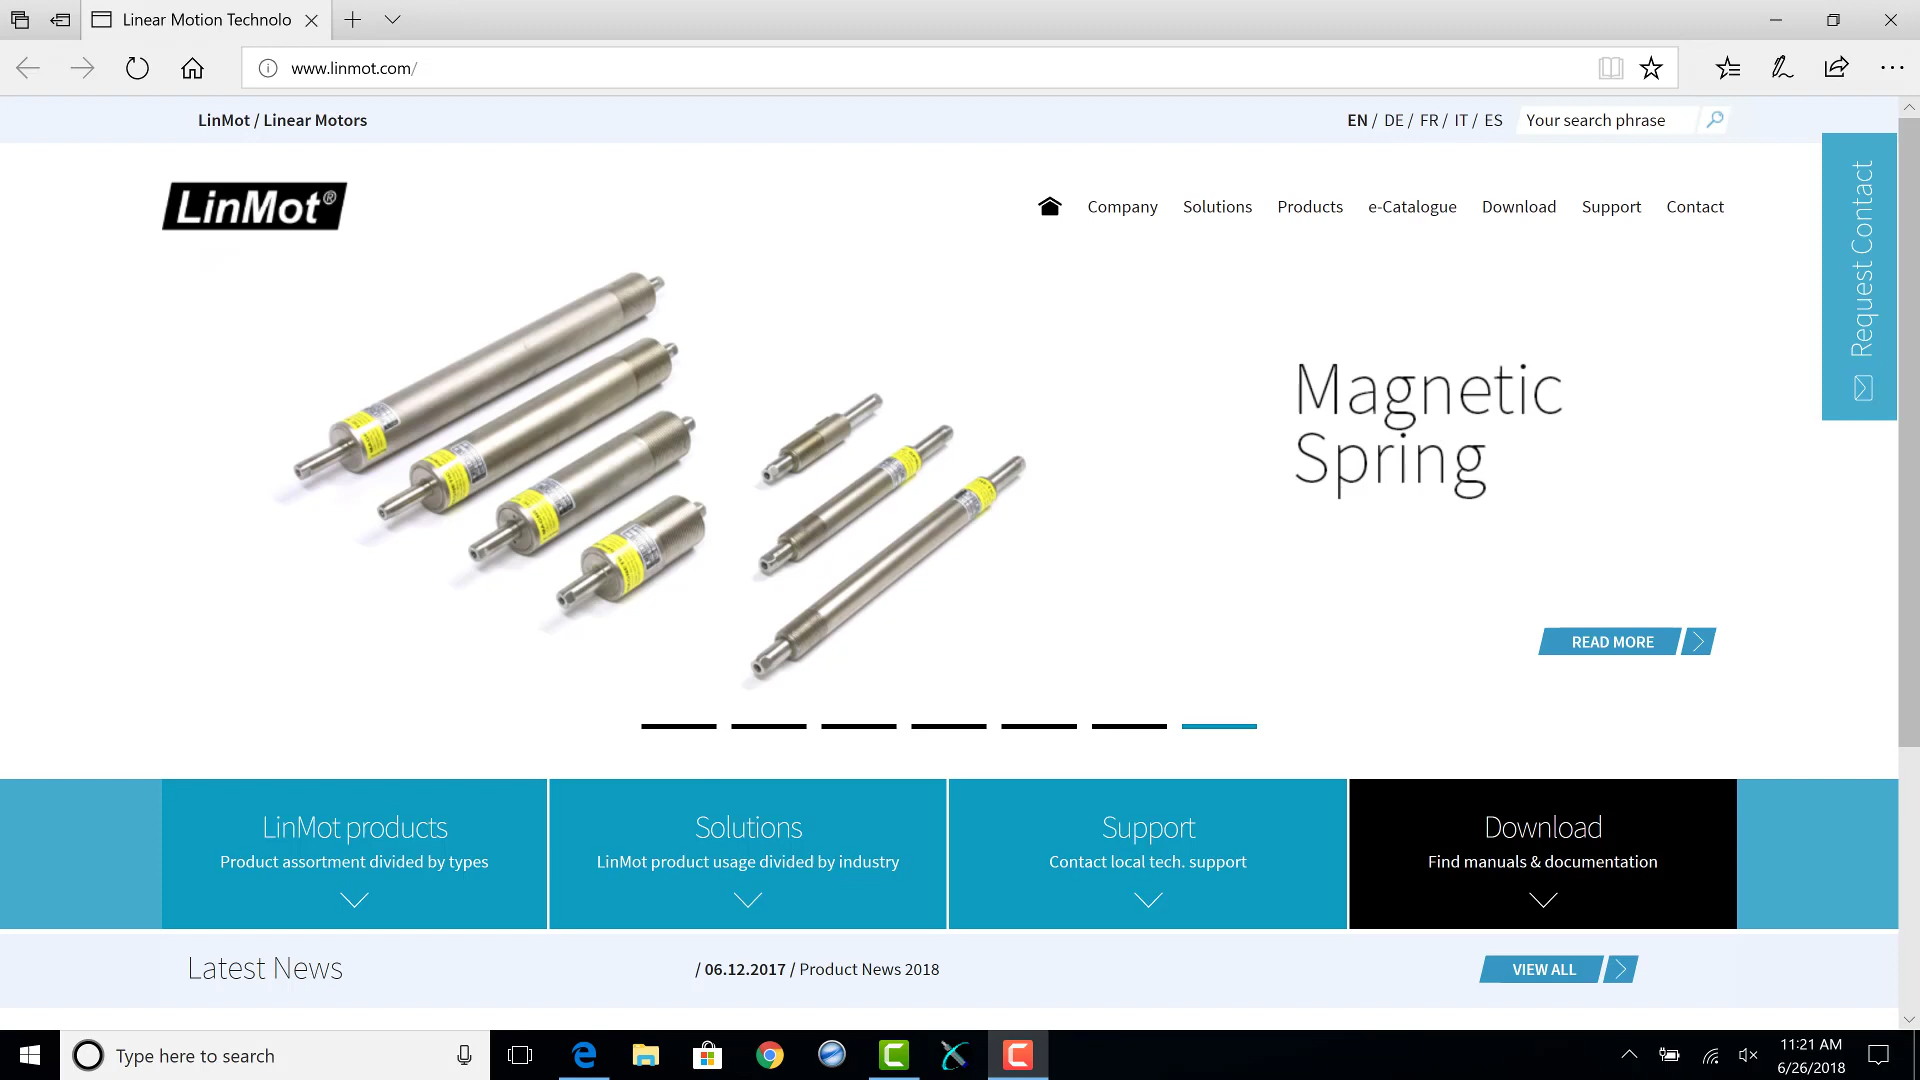 Linear Motion Technolo
www.linmot.com/
LinMot / Linear Motors
EN / DE / FR / IT / ES
Your search phrase
LinMot®
Company
Solutions
Products
e-Catalogue
Download
Support
Contact
Request Contact
Magnetic
Spring
READ MORE
LinMot products
Product assortment divided by types
Solutions
LinMot product usage divided by industry
Support
Contact local tech. support
Download
Find manuals & documentation
Latest News
/ 06.12.2017 / Product News 2018
VIEW ALL
Type here to search
11:21 AM
6/26/2018